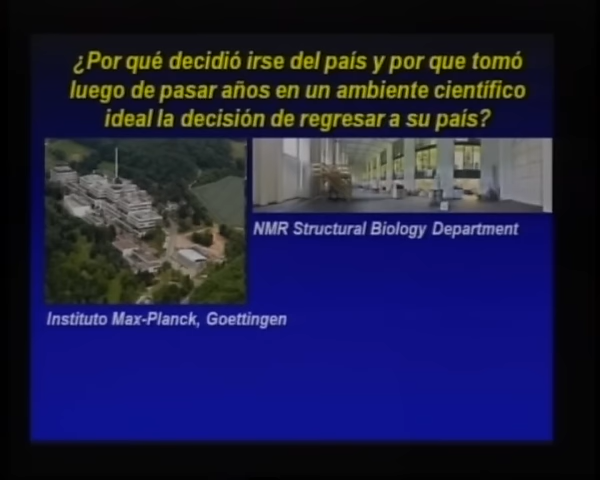 ¿Por qué decidió irse del país y por que tomó
luego de pasar años en un ambiente científico
ideal la decisión de regresar a su país?
NMR Structural Biology Department
Instituto Max-Planck, Goettingen